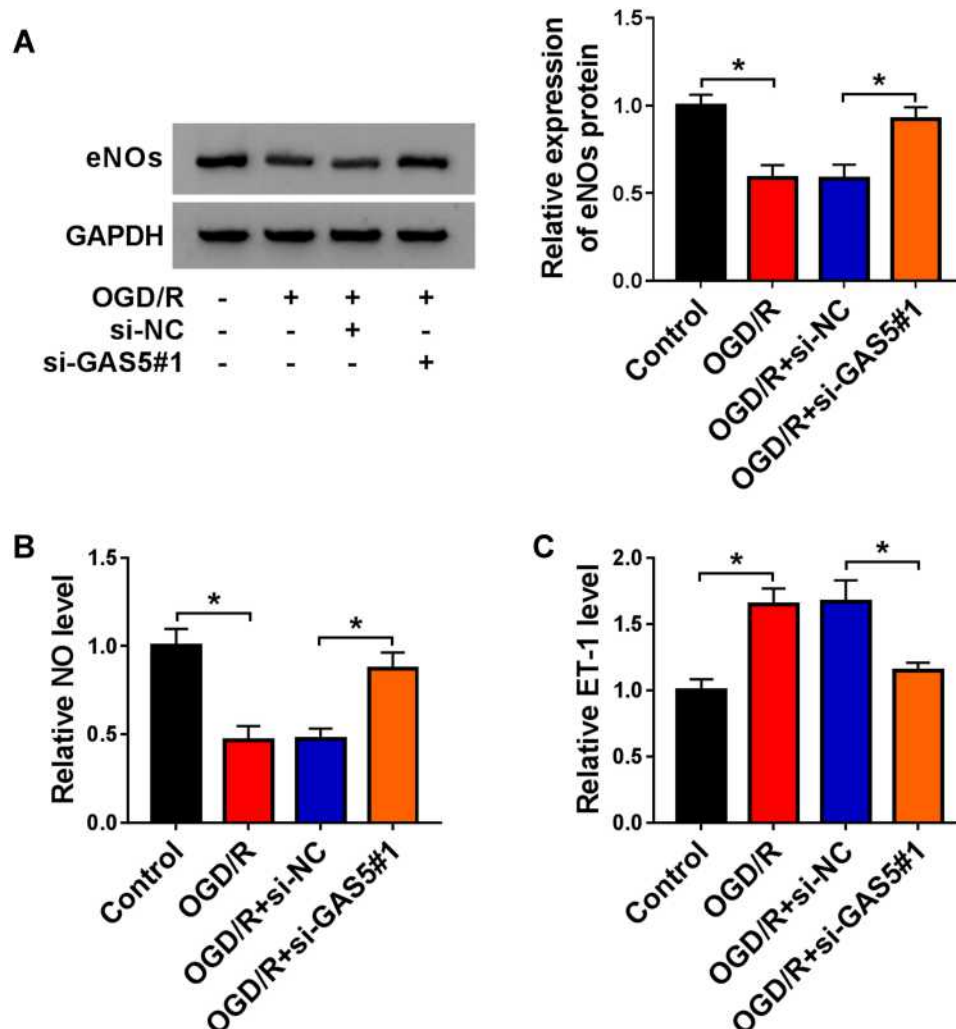 A
eNOs
GAPDH
OGD/R - + + +
si-NC - - + -
si-GAS5#1 - - - +
Relative expression
of eNOs protein
1.5
1.0
0.5
0.0
* *
Control
OGD/R
OGD/R+si-NC
OGD/R+si-GAS5#1
B
Relative NO level
1.5
1.0
0.5
0.0
* *
Control
OGD/R
OGD/R+si-NC
OGD/R+si-GAS5#1
C
Relative ET-1 level
2.0
1.5
1.0
0.5
0.0
* *
Control
OGD/R
OGD/R+si-NC
OGD/R+si-GAS5#1